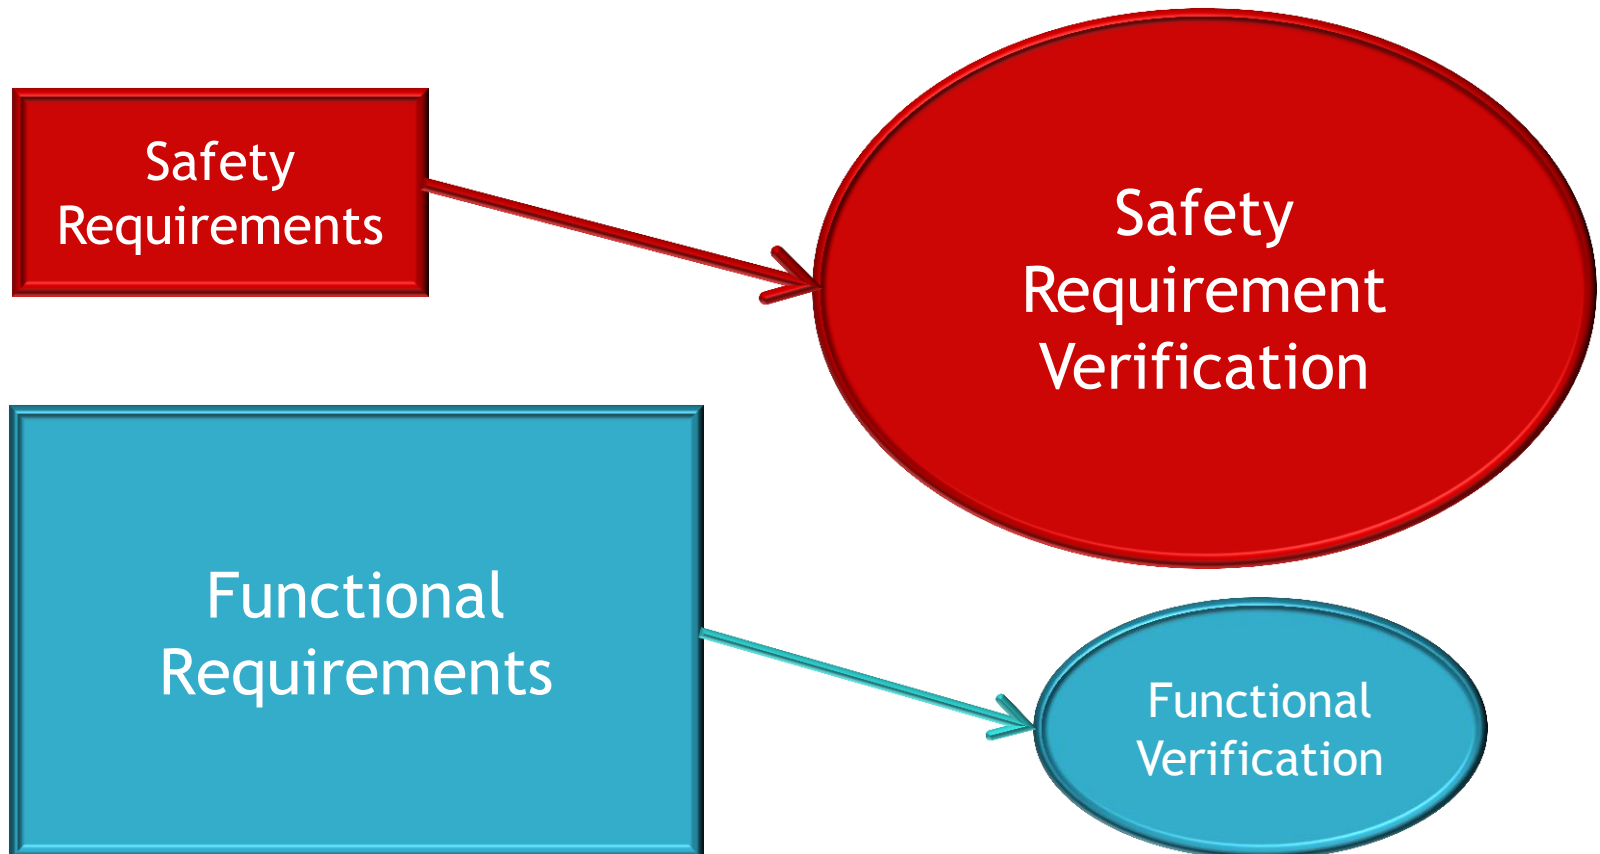 Safety
Requirements
Safety
Requirement
Verification
Functional
Requirements
Functional
Verification